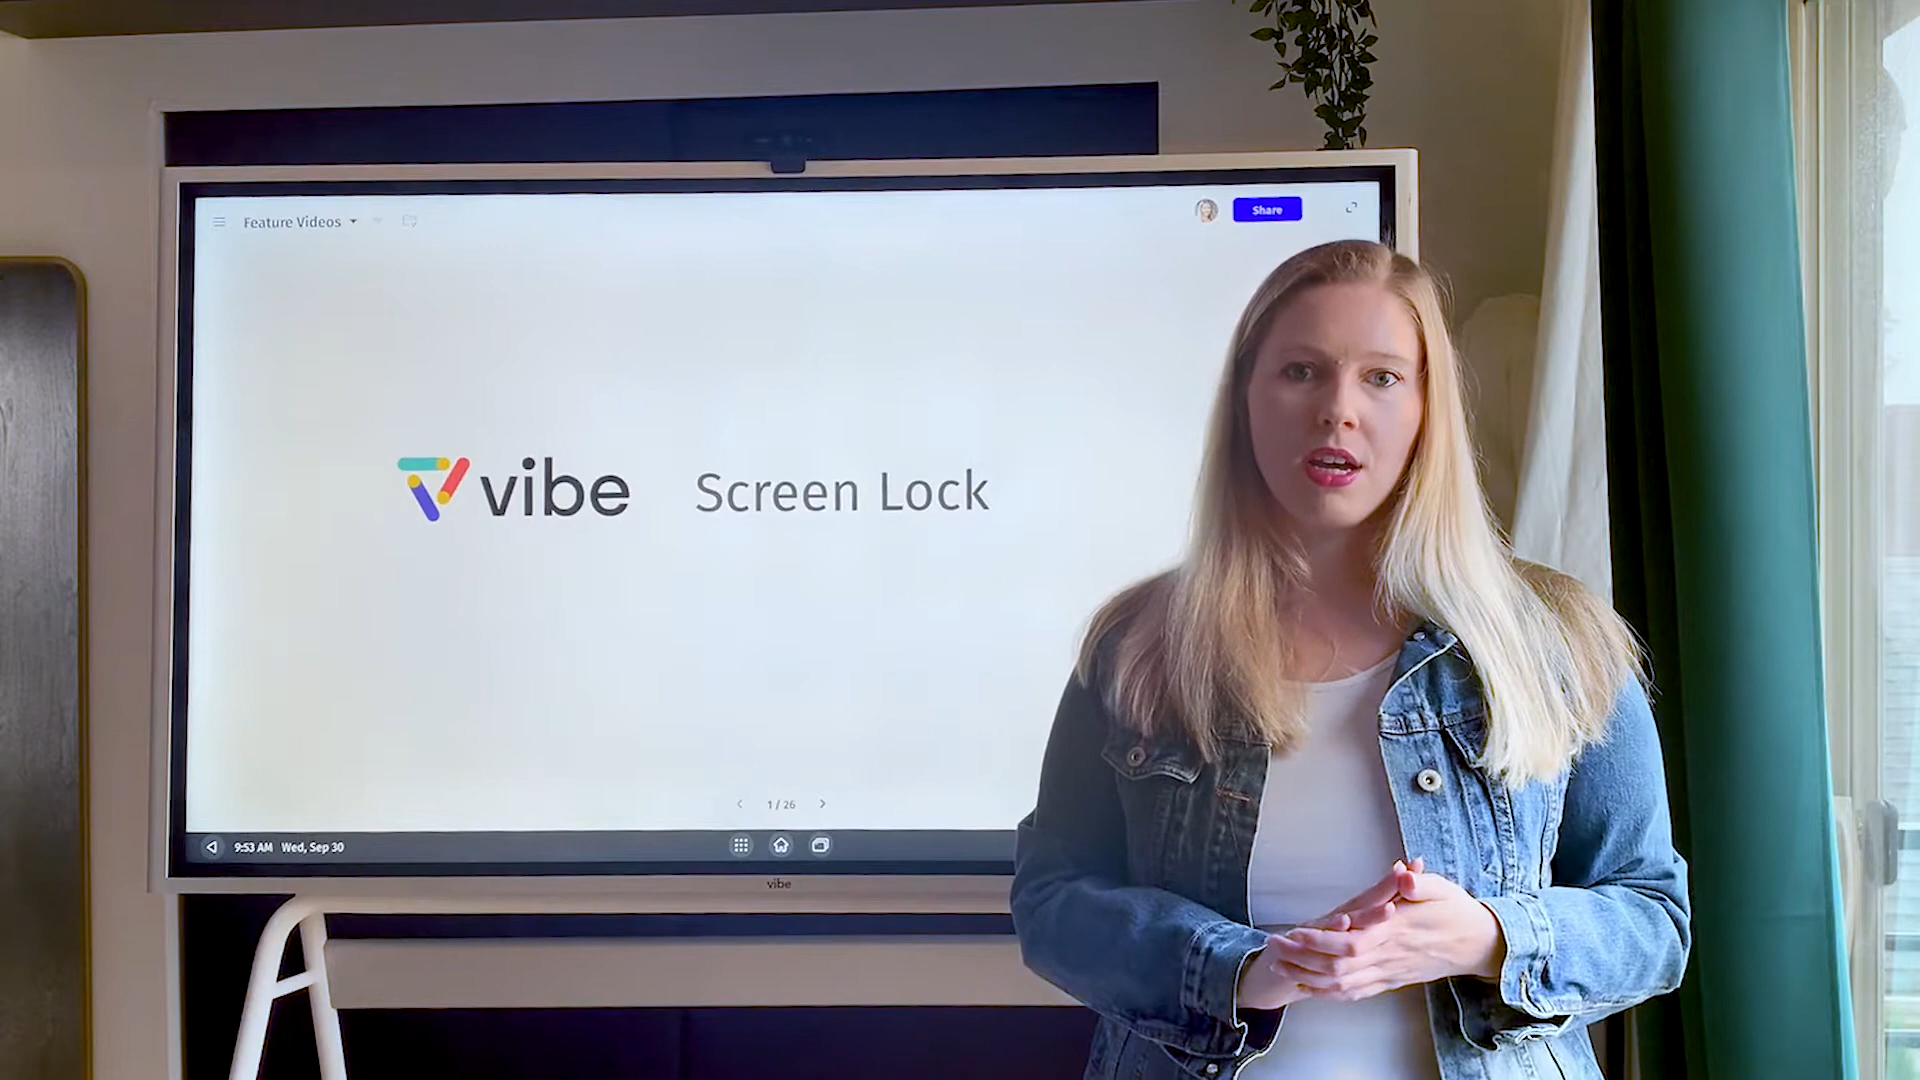 Feature Videos
Share
vibe Screen Lock
1 / 26
9:53 AM Wed, Sep 30
vibe